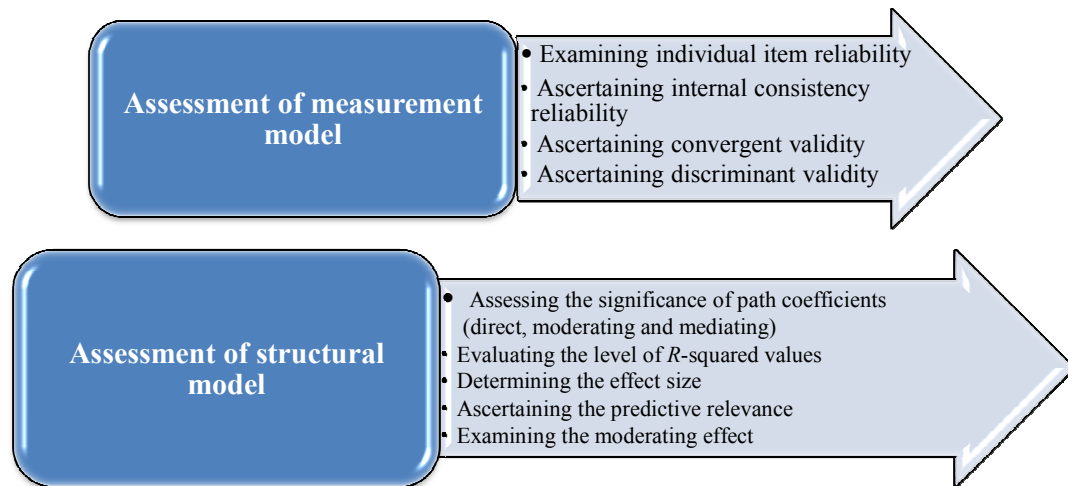 Assessment of measurement
model
• Examining individual item reliability
• Ascertaining internal consistency
reliability
• Ascertaining convergent validity
• Ascertaining discriminant validity
Assessment of structural
model
• Assessing the significance of path coefficients
(direct, moderating and mediating)
• Evaluating the level of R-squared values
• Determining the effect size
• Ascertaining the predictive relevance
• Examining the moderating effect